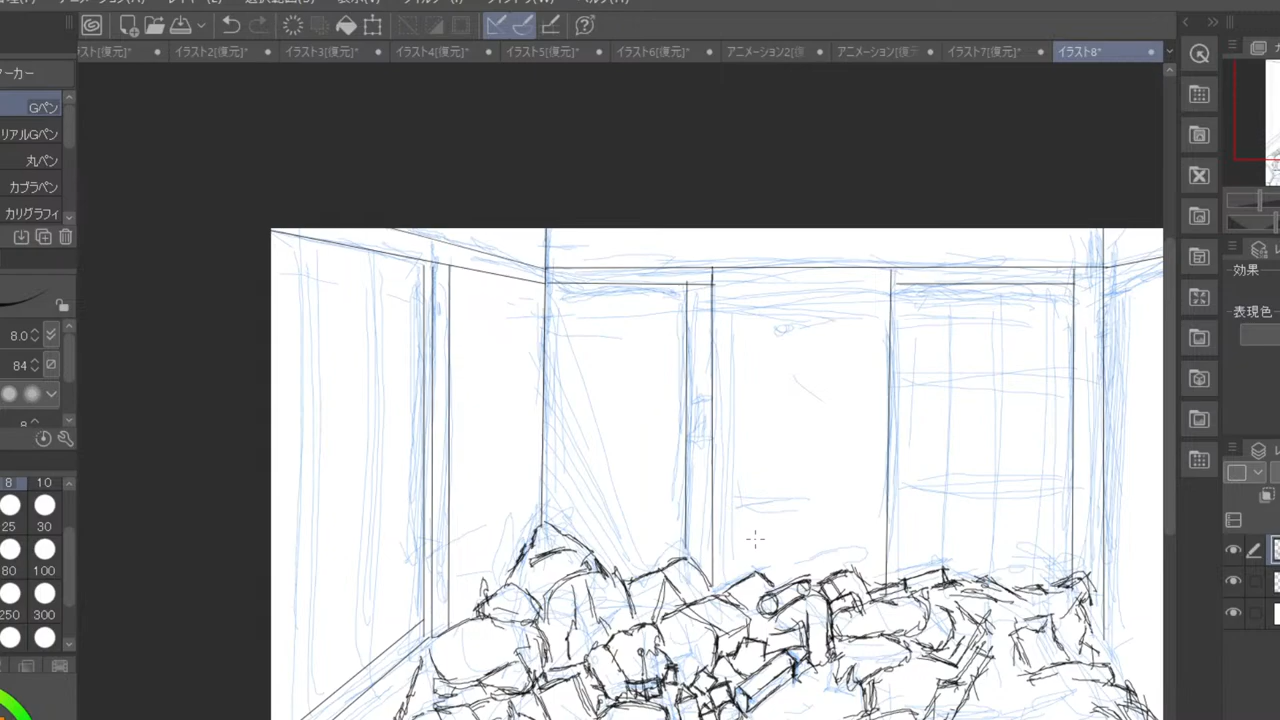 スト[復元]*
イラスト2[復元]*
イラスト3[復元]*
イラスト4[復元]*
イラスト5[復元]*
イラスト6[復元]*
アニメーション2[復
アニメーション[復元
イラスト7[復元]*
イラスト8*
ーカー
Gペン
リアルGペン
丸ペン
カブラペン
カリグラフィ
8.0
84
8
8 10
25 30
80 100
250 300
効果
表現色